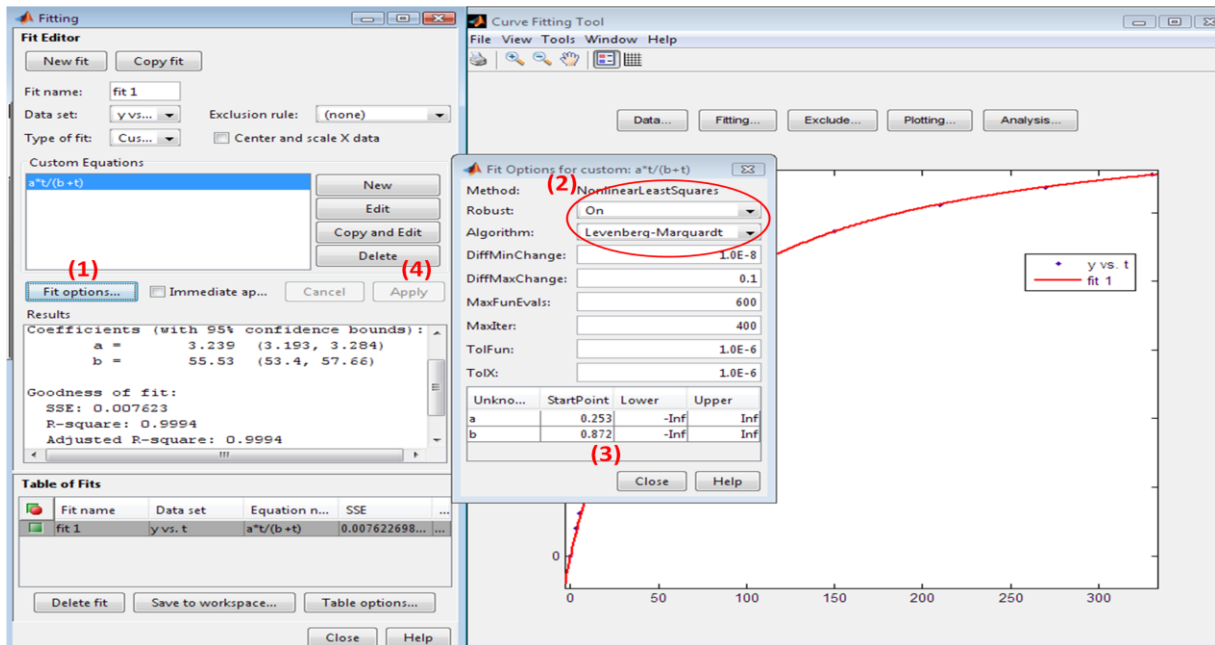 Fitting
Fit Editor
New fit Copy fit
Fit name: fit 1
Data set: y vs... Exclusion rule: (none)
Type of fit: Cus... Center and scale X data
Custom Equations
a*t/(b+t)
New
Edit
Copy and Edit
Delete
(1) (4)
Fit options... Immediate ap... Cancel Apply
Results
Coefficients (with 95% confidence bounds):
a = 3.239 (3.193, 3.284)
b = 55.53 (53.4, 57.66)
Goodness of fit:
SSE: 0.007623
R-square: 0.9994
Adjusted R-square: 0.9994
Table of Fits
Fit name Data set Equation n... SSE ...
fit 1 y vs. t a*t/(b+t) 0.007622698... ...
Delete fit Save to workspace... Table options...
Close Help
Curve Fitting Tool
File View Tools Window Help
Data... Fitting... Exclude... Plotting... Analysis...
Fit Options for custom: a*t/(b+t)
Method: (2) NonlinearLeastSquares
Robust: On
Algorithm: Levenberg-Marquardt
DiffMinChange: 1.0E-8
DiffMaxChange: 0.1
MaxFunEvals: 600
MaxIter: 400
TolFun: 1.0E-6
TolX: 1.0E-6
Unkno... StartPoint Lower Upper
a 0.253 -Inf Inf
b 0.872 -Inf Inf
(3)
Close Help
y vs. t
fit 1
0
0 50 100 150 200 250 300